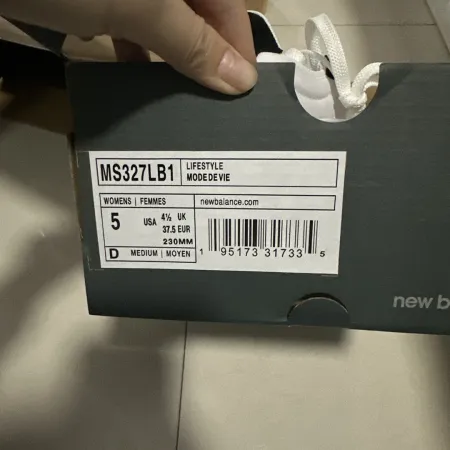 MS327LB1
LIFESTYLE
MODE DE VIE
WOMENS | FEMMES
newbalance.com
5 USA 4½ UK
37.5 EUR
230MM
D MEDIUM | MOYEN
1 95173 31733 5
new b